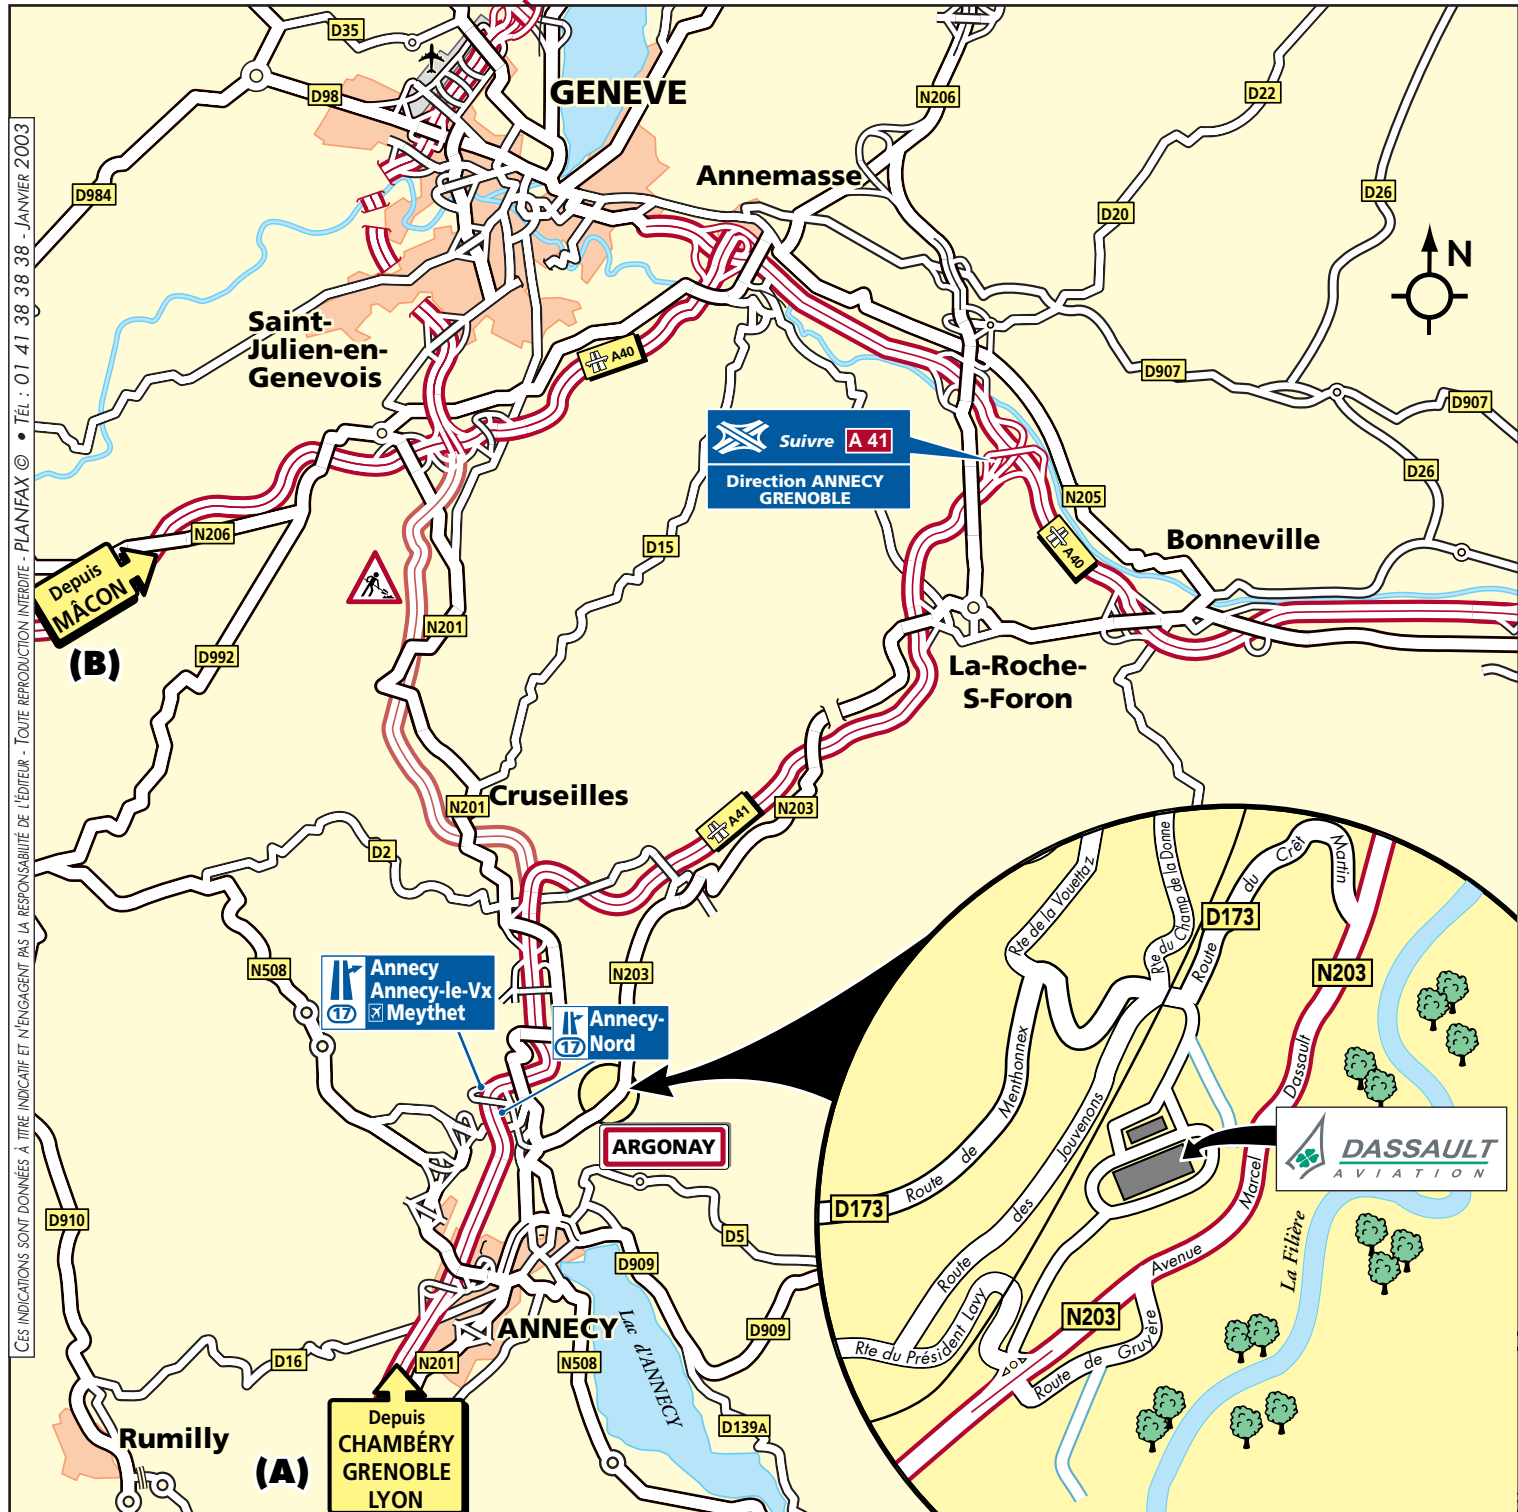 D35
GENEVE
D98
N206
D22
Annemasse
D984
D26
D20
N
Saint-
Julien-en-
Genevois
A40
D907
D907
Suivre A 41
Direction ANNECY
GRENOBLE
D26
N205
N206
D15
A40
Bonneville
Depuis
MÂCON
(B)
N201
D992
La-Roche-
S-Foron
N201
Cruseilles
A41
N203
D2
N508
N203
Annecy
Annecy-le-Vx
17 Meythet
Annecy-
Nord
17
ARGONAY
D910
D5
D909
ANNECY
Lac d'ANNECY
D909
D16
N201
N508
D139A
Rumilly
(A)
Depuis
CHAMBÉRY
GRENOBLE
LYON
Rte de la Vouettaz
Rte du Champ de la Donne
Route du Crêt Martin
D173
N203
Route de Menthonnex
D173
Route des Jouvenons
Avenue Marcel Dassault
DASSAULT
AVIATION
La Filière
N203
Rte du Président Lavy
Route de Gruyère
CES INDICATIONS SONT DONNÉES À TITRE INDICATIF ET N'ENGAGENT PAS LA RESPONSABILITÉ DE L'ÉDITEUR - TOUTE REPRODUCTION INTERDITE - PLANFAX © • TÉL : 01 41 38 38 38 - JANVIER 2003